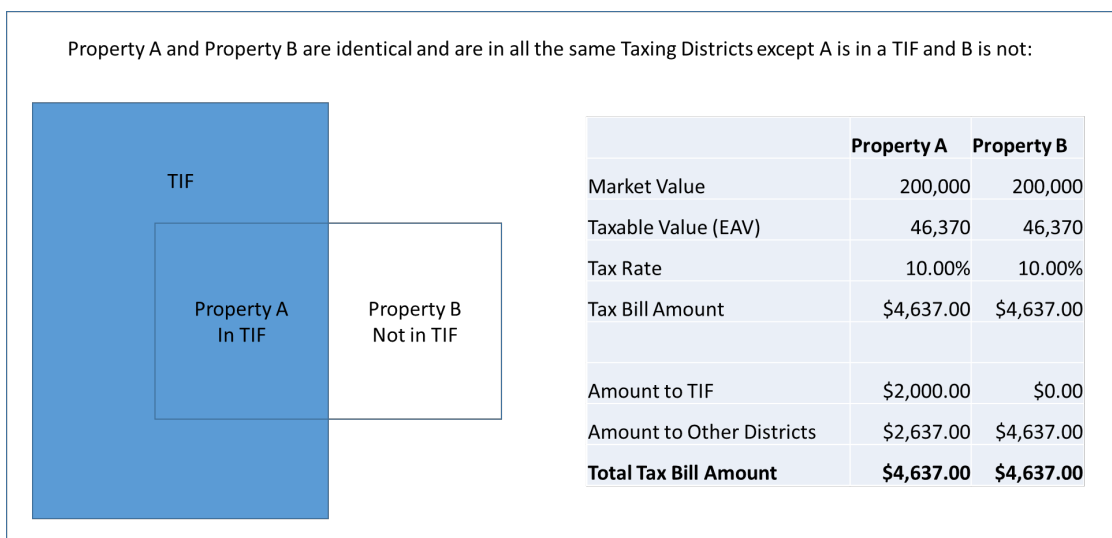 Property A and Property B are identical and are in all the same Taxing Districts except A is in a TIF and B is not:
TIF
Property A
In TIF
Property B
Not in TIF
Property A Property B
Market Value 200,000 200,000
Taxable Value (EAV) 46,370 46,370
Tax Rate 10.00% 10.00%
Tax Bill Amount $4,637.00 $4,637.00
Amount to TIF $2,000.00 $0.00
Amount to Other Districts $2,637.00 $4,637.00
Total Tax Bill Amount $4,637.00 $4,637.00